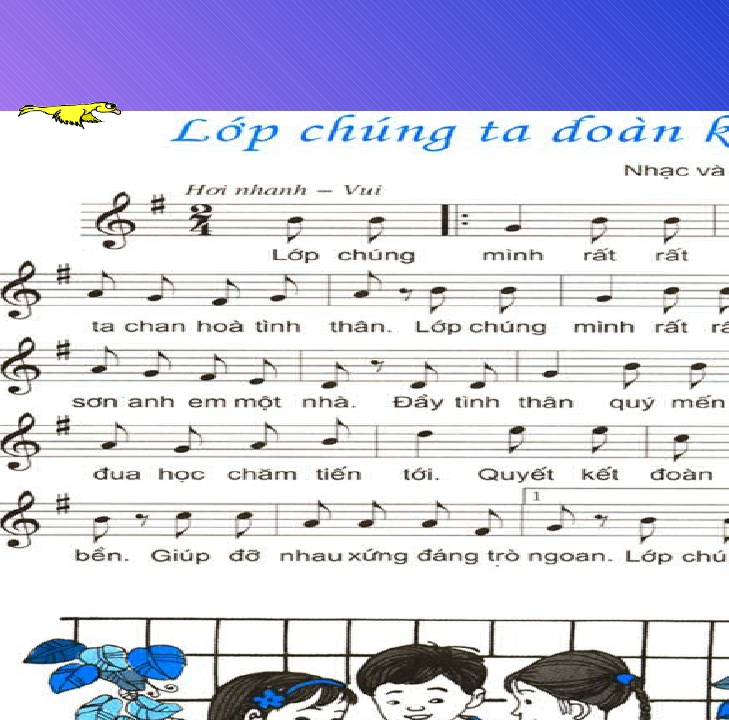 Lớp chúng ta đoàn k
Nhạc và
Hơi nhanh – Vui
2
4
Lớp chúng mình rất rất
ta chan hoà tình thân. Lớp chúng mình rất rấ
sơn anh em một nhà. Đầy tình thân quý mến
đua học chăm tiến tới. Quyết kết đoàn
1
bền. Giúp đỡ nhau xứng đáng trò ngoan. Lớp chú